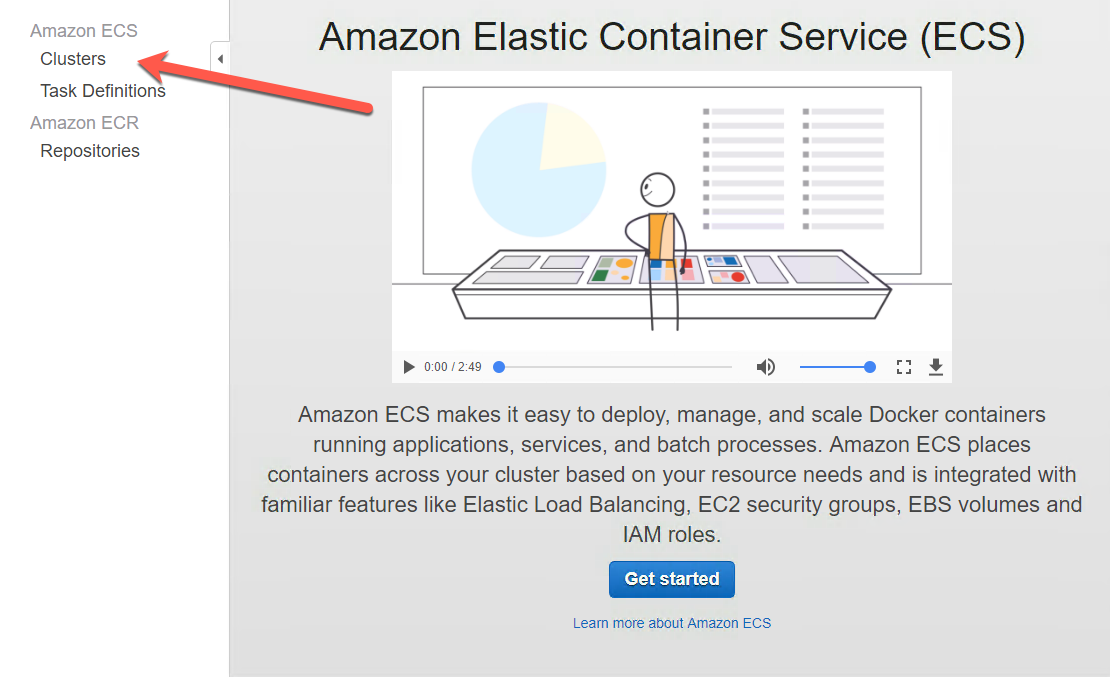 Amazon ECS
Clusters
Task Definitions
Amazon ECR
Repositories
Amazon Elastic Container Service (ECS)
0:00 / 2:49
Amazon ECS makes it easy to deploy, manage, and scale Docker containers
running applications, services, and batch processes. Amazon ECS places
containers across your cluster based on your resource needs and is integrated with
familiar features like Elastic Load Balancing, EC2 security groups, EBS volumes and
IAM roles.
Get started
Learn more about Amazon ECS